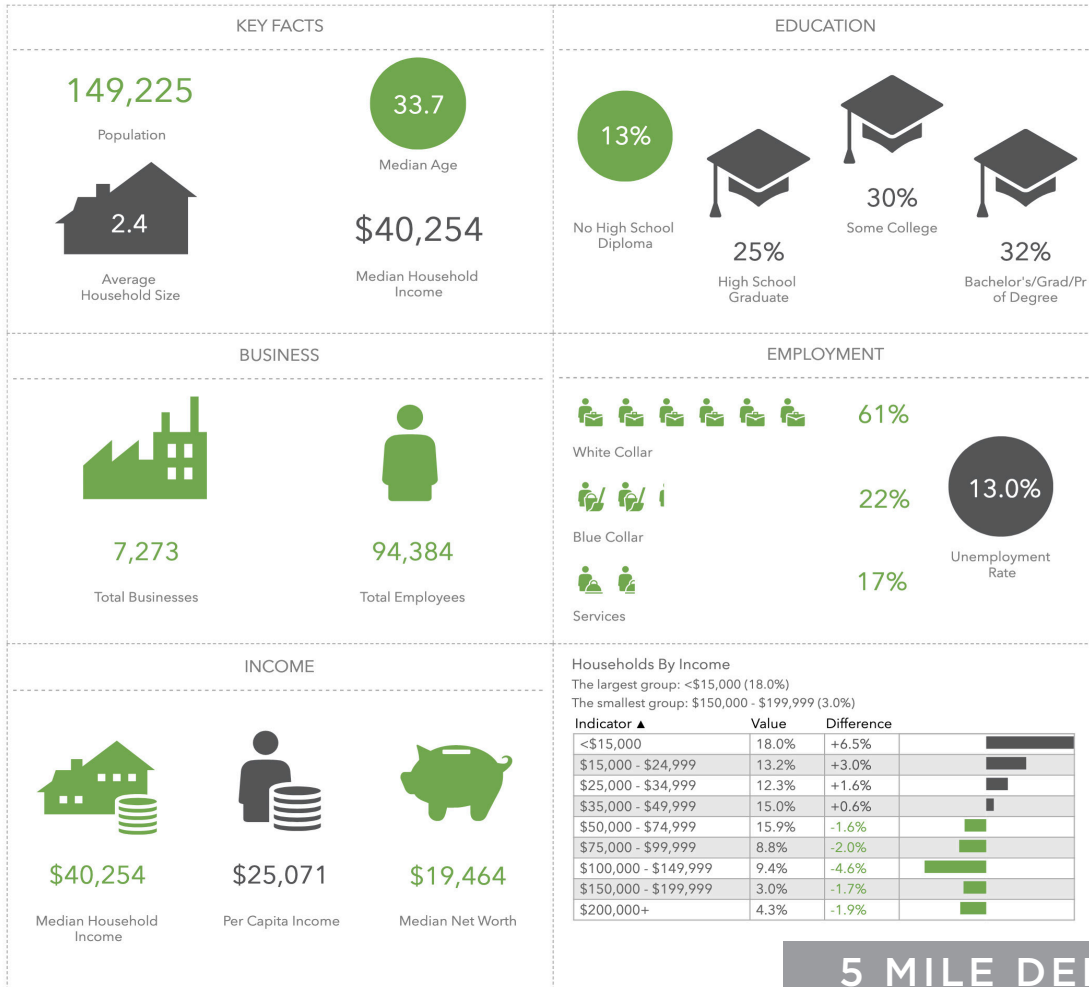 KEY FACTS
149,225
Population
33.7
Median Age
2.4
Average
Household Size
$40,254
Median Household
Income
EDUCATION
13%
No High School
Diploma
25%
High School
Graduate
30%
Some College
32%
Bachelor's/Grad/Pr
of Degree
BUSINESS
7,273
Total Businesses
94,384
Total Employees
EMPLOYMENT
61%
White Collar
22%
Blue Collar
17%
Services
13.0%
Unemployment
Rate
INCOME
$40,254
Median Household
Income
$25,071
Per Capita Income
$19,464
Median Net Worth
Households By Income
The largest group: <$15,000 (18.0%)
The smallest group: $150,000 - $199,999 (3.0%)
Indicator ▲ Value Difference
<$15,000 18.0% +6.5%
$15,000 - $24,999 13.2% +3.0%
$25,000 - $34,999 12.3% +1.6%
$35,000 - $49,999 15.0% +0.6%
$50,000 - $74,999 15.9% -1.6%
$75,000 - $99,999 8.8% -2.0%
$100,000 - $149,999 9.4% -4.6%
$150,000 - $199,999 3.0% -1.7%
$200,000+ 4.3% -1.9%
5 MILE